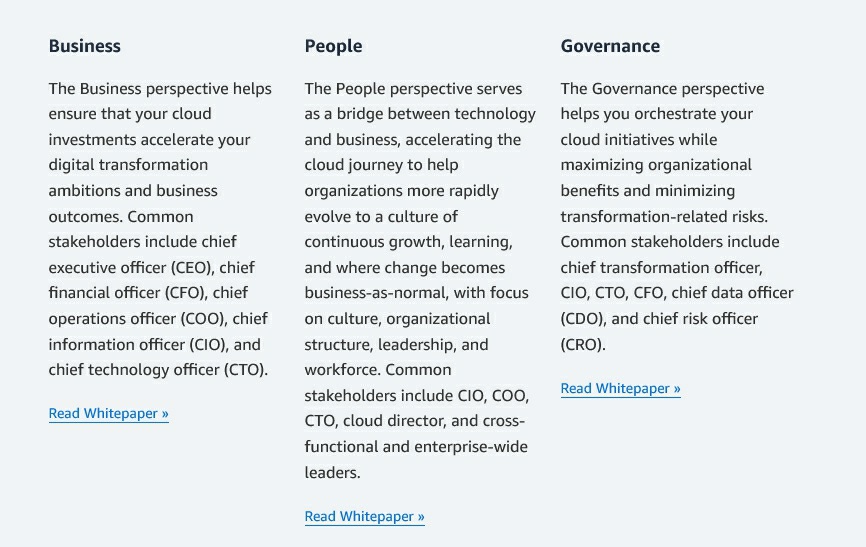 Business
The Business perspective helps
ensure that your cloud
investments accelerate your
digital transformation
ambitions and business
outcomes. Common
stakeholders include chief
executive officer (CEO), chief
financial officer (CFO), chief
operations officer (COO), chief
information officer (CIO), and
chief technology officer (CTO).
Read Whitepaper »
People
The People perspective serves
as a bridge between technology
and business, accelerating the
cloud journey to help
organizations more rapidly
evolve to a culture of
continuous growth, learning,
and where change becomes
business-as-normal, with focus
on culture, organizational
structure, leadership, and
workforce. Common
stakeholders include CIO, COO,
CTO, cloud director, and cross-
functional and enterprise-wide
leaders.
Read Whitepaper »
Governance
The Governance perspective
helps you orchestrate your
cloud initiatives while
maximizing organizational
benefits and minimizing
transformation-related risks.
Common stakeholders include
chief transformation officer,
CIO, CTO, CFO, chief data officer
(CDO), and chief risk officer
(CRO).
Read Whitepaper »